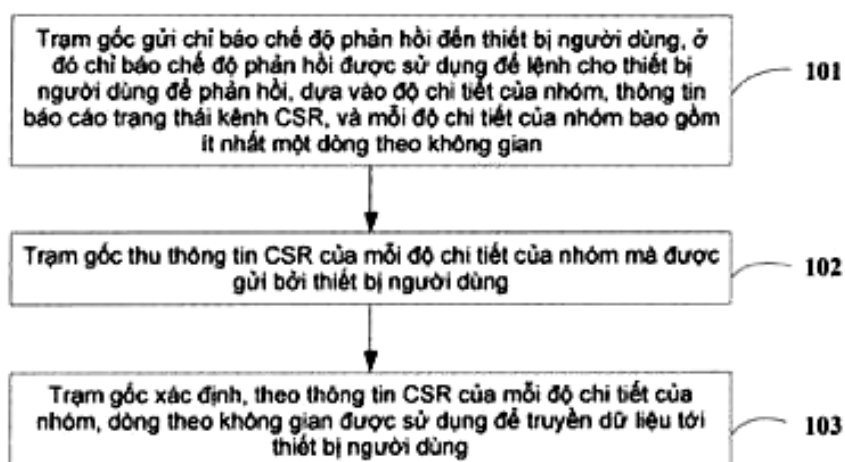 Trạm gốc gửi chỉ báo chế độ phản hồi đến thiết bị người dùng, ở
đó chỉ báo chế độ phản hồi được sử dụng để lệnh cho thiết bị
người dùng để phản hồi, dựa vào độ chi tiết của nhóm, thông tin
báo cáo trạng thái kênh CSR, và mỗi độ chi tiết của nhóm bao gồm
ít nhất một dòng theo không gian
101
Trạm gốc thu thông tin CSR của mỗi độ chi tiết của nhóm mà được
gửi bởi thiết bị người dùng
102
Trạm gốc xác định, theo thông tin CSR của mỗi độ chi tiết của
nhóm, dòng theo không gian được sử dụng để truyền dữ liệu tới
thiết bị người dùng
103